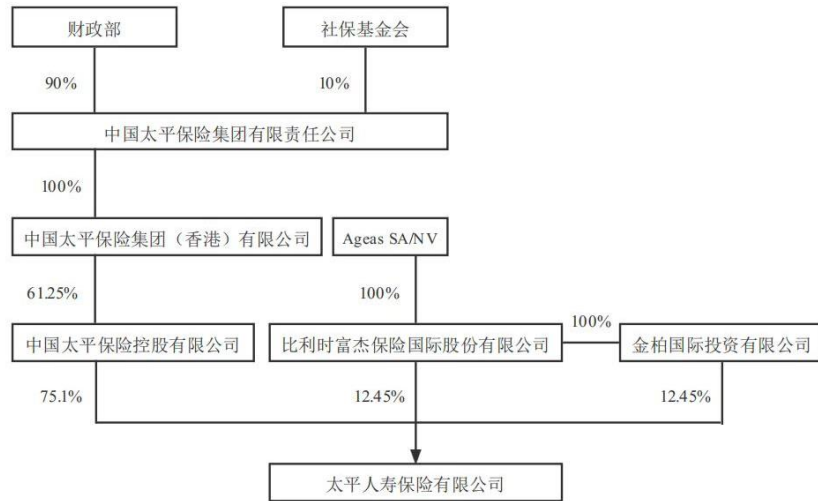 财政部
社保基金会
90%
10%
中国太平保险集团有限责任公司
100%
中国太平保险集团（香港）有限公司
Ageas SA/NV
61.25%
100%
中国太平保险控股有限公司
比利时富杰保险国际股份有限公司
100%
金柏国际投资有限公司
75.1%
12.45%
12.45%
太平人寿保险有限公司